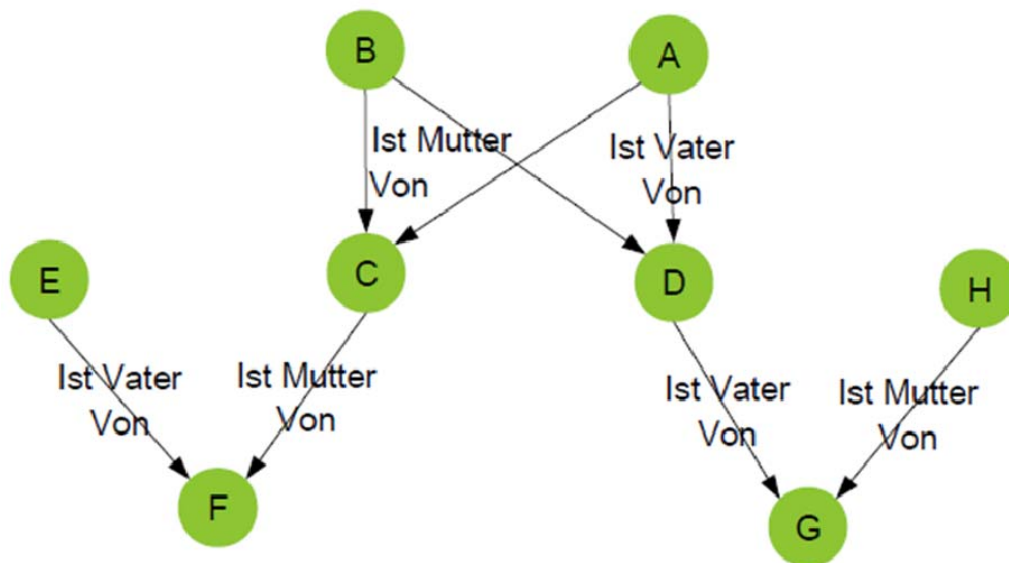 B
A
Ist Mutter
Von
Ist Vater
Von
E
C
D
H
Ist Vater
Von
Ist Mutter
Von
Ist Vater
Von
Ist Mutter
Von
F
G